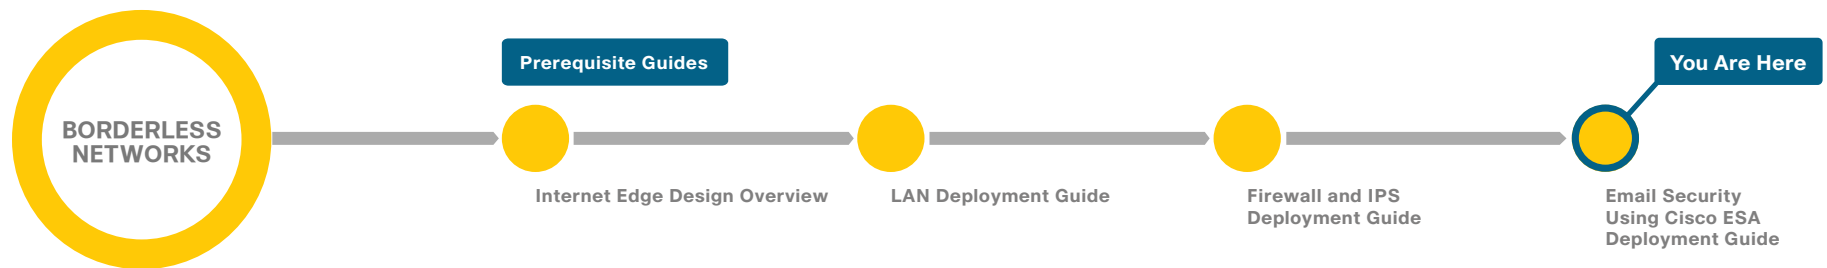 BORDERLESS
NETWORKS
Prerequisite Guides
You Are Here
Internet Edge Design Overview
LAN Deployment Guide
Firewall and IPS
Deployment Guide
Email Security
Using Cisco ESA
Deployment Guide